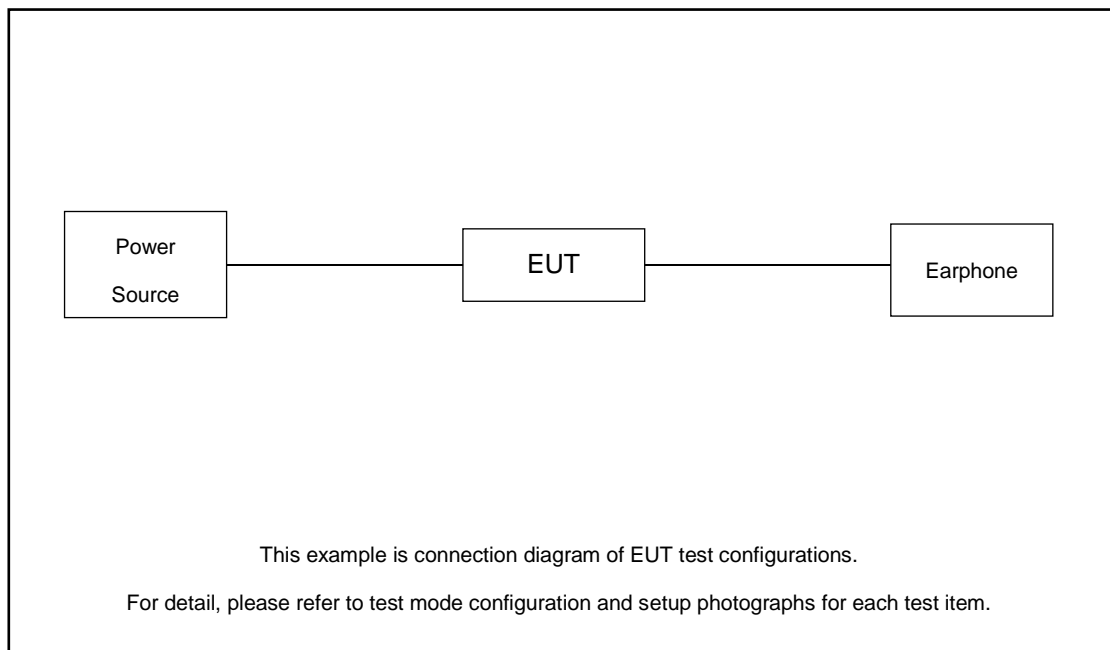 Power
Source
EUT
Earphone
This example is connection diagram of EUT test configurations.
For detail, please refer to test mode configuration and setup photographs for each test item.